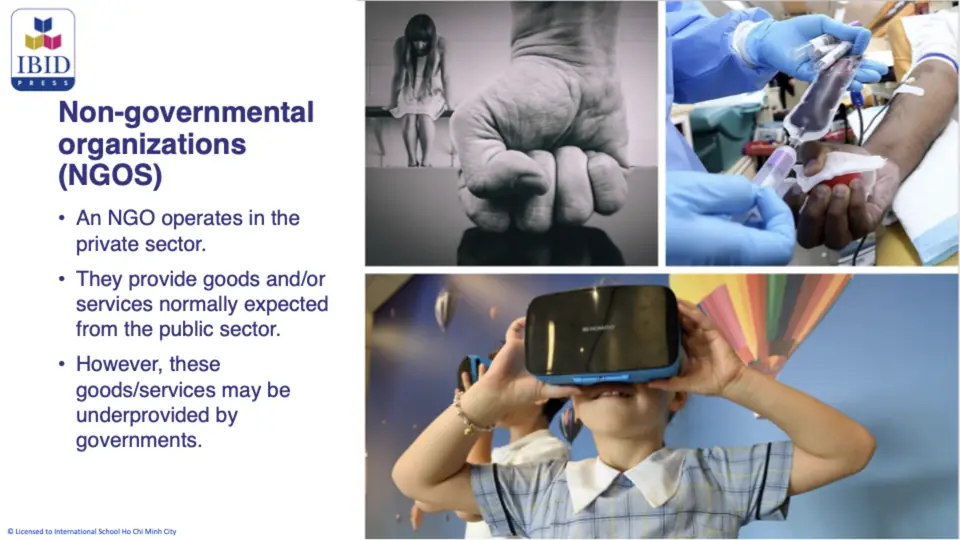 IBID
PRESS
Non-governmental
organizations
(NGOS)
• An NGO operates in the
private sector.
• They provide goods and/or
services normally expected
from the public sector.
• However, these
goods/services may be
underprovided by
governments.
© Licensed to International School Ho Chi Minh City